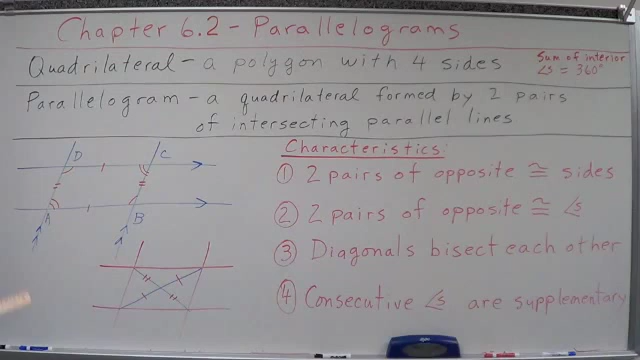 Chapter 6.2 - Parallelograms
Quadrilateral - a polygon with 4 sides
Sum of interior
∠s = 360°
Parallelogram - a quadrilateral formed by 2 pairs
of intersecting parallel lines
D C
A B
Characteristics:
① 2 pairs of opposite ≅ sides
② 2 pairs of opposite ≅ ∠s
③ Diagonals bisect each other
④ Consecutive ∠s are supplementary